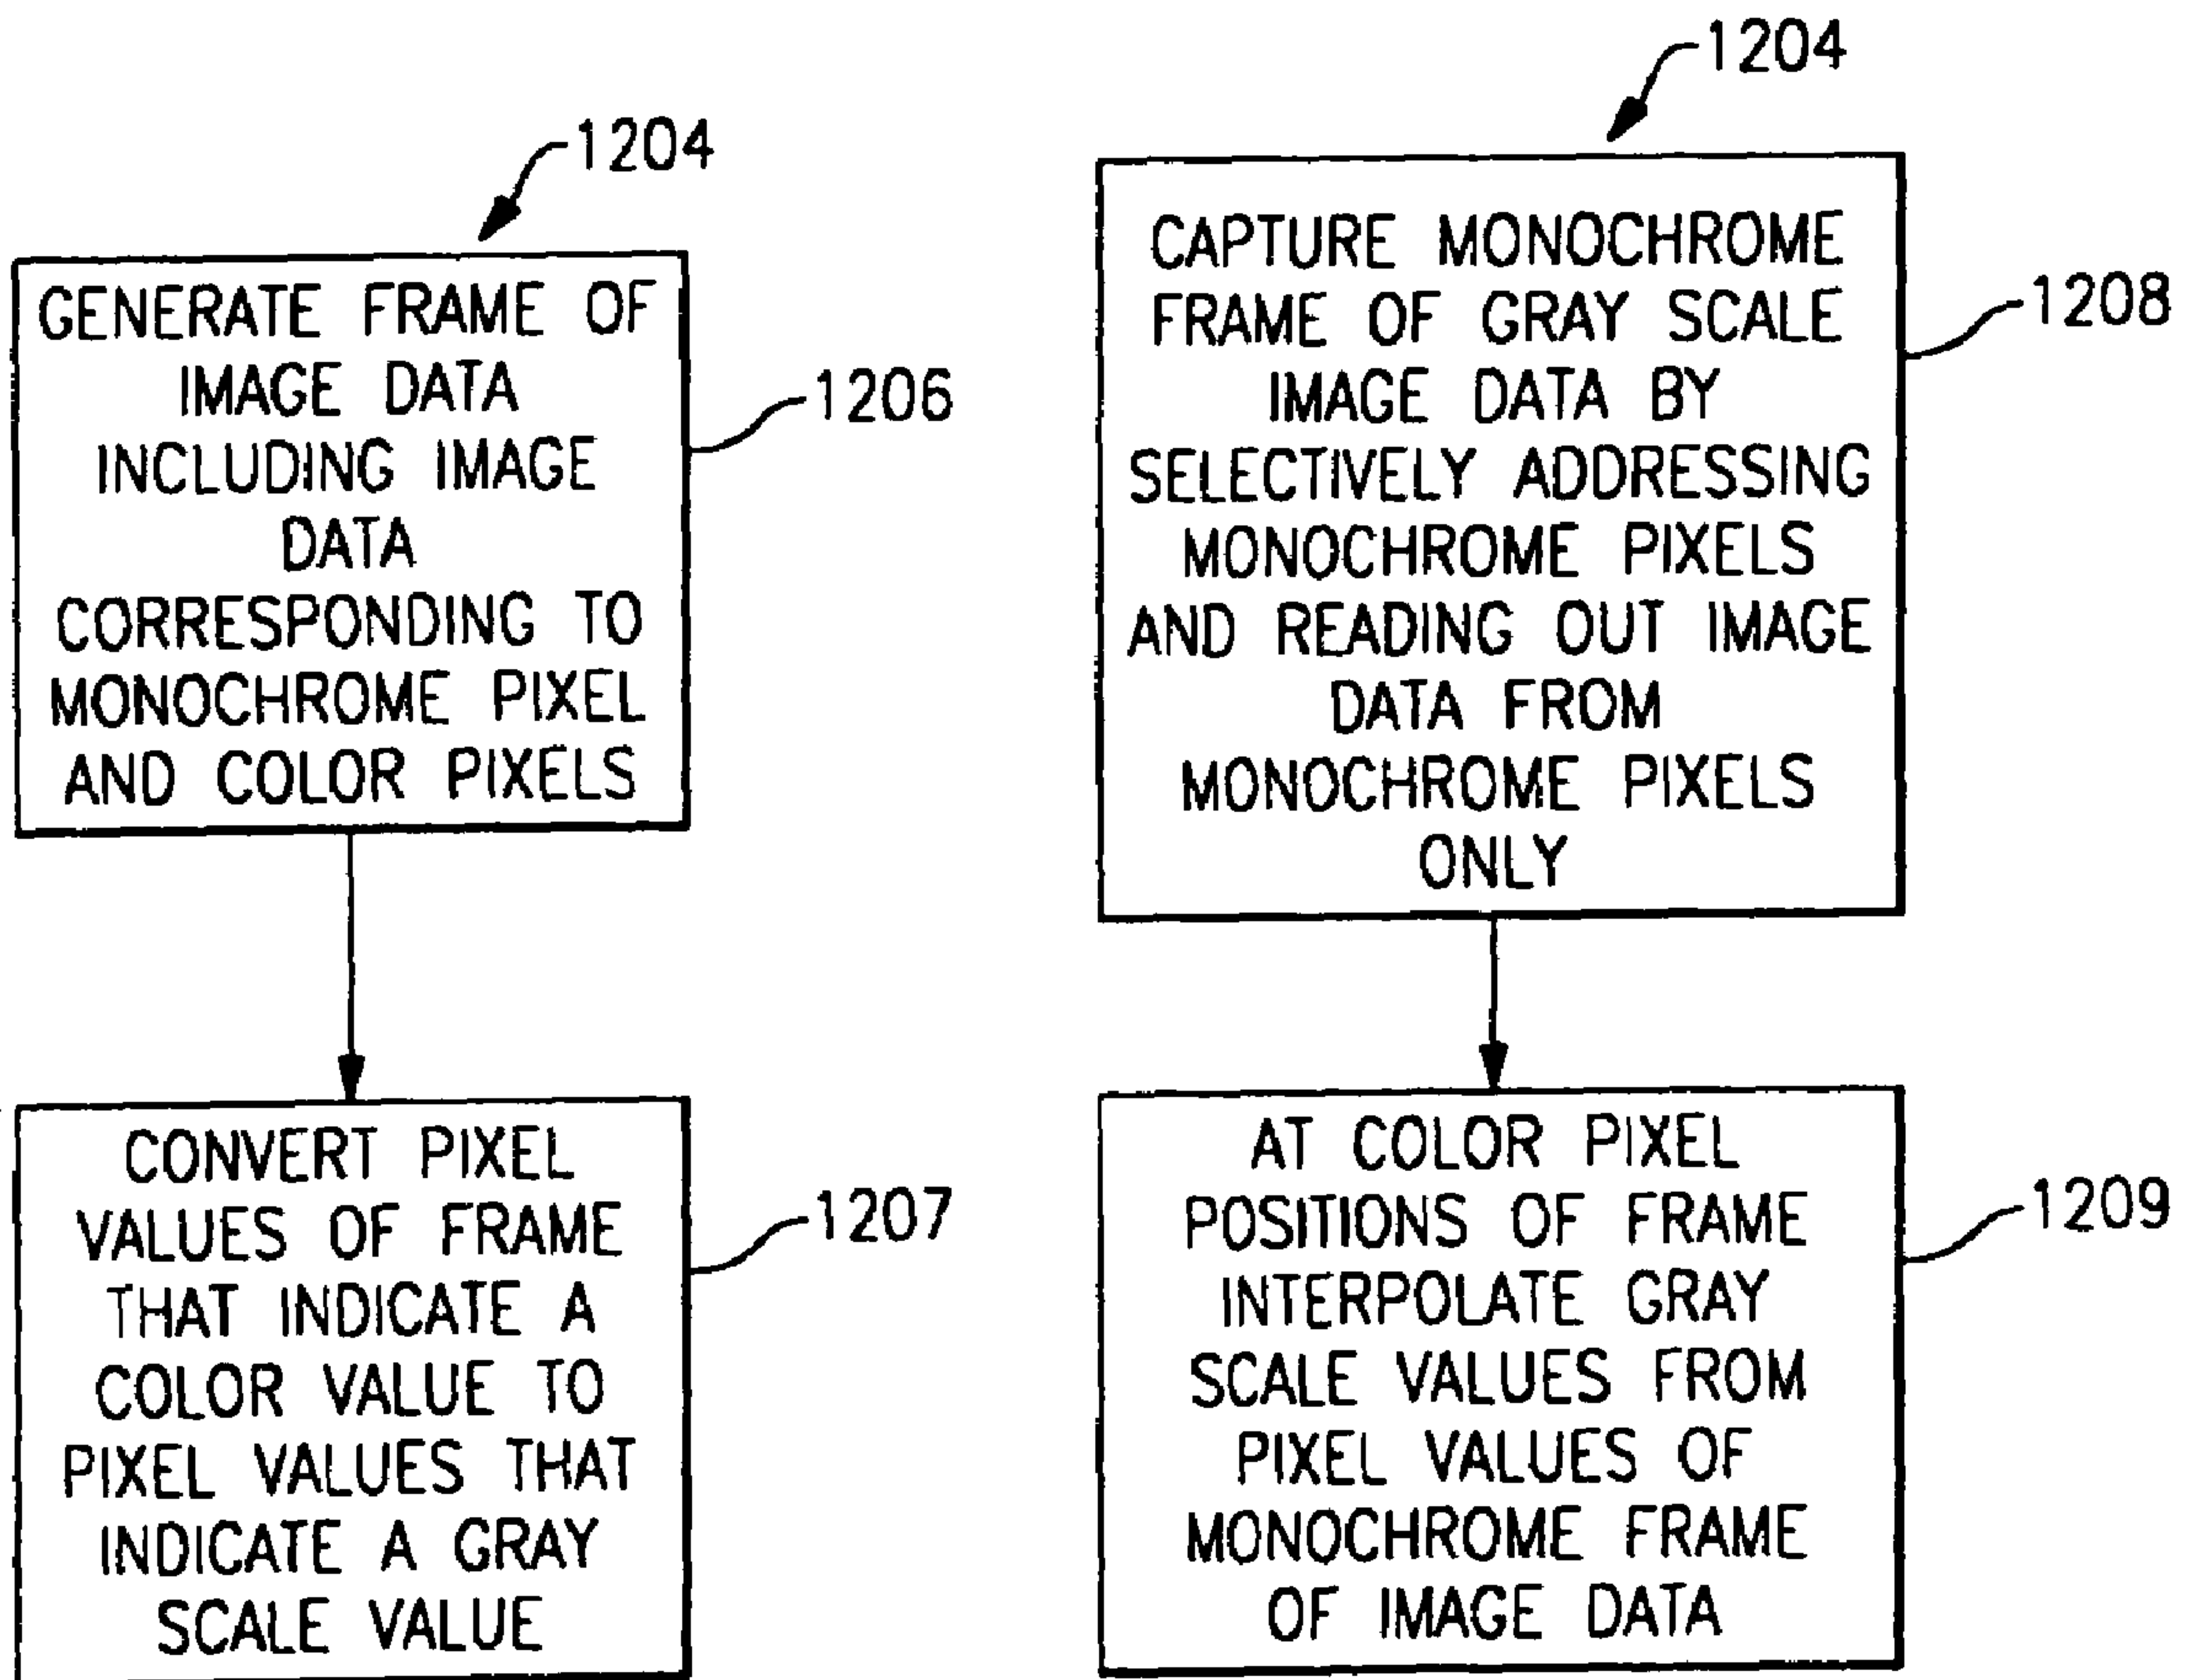 1204
GENERATE FRAME OF
IMAGE DATA
INCLUDING IMAGE
DATA
CORRESPONDING TO
MONOCHROME PIXEL
AND COLOR PIXELS
1206
CONVERT PIXEL
VALUES OF FRAME
THAT INDICATE A
COLOR VALUE TO
PIXEL VALUES THAT
INDICATE A GRAY
SCALE VALUE
1207
1204
CAPTURE MONOCHROME
FRAME OF GRAY SCALE
IMAGE DATA BY
SELECTIVELY ADDRESSING
MONOCHROME PIXELS
AND READING OUT IMAGE
DATA FROM
MONOCHROME PIXELS
ONLY
1208
AT COLOR PIXEL
POSITIONS OF FRAME
INTERPOLATE GRAY
SCALE VALUES FROM
PIXEL VALUES OF
MONOCHROME FRAME
OF IMAGE DATA
1209